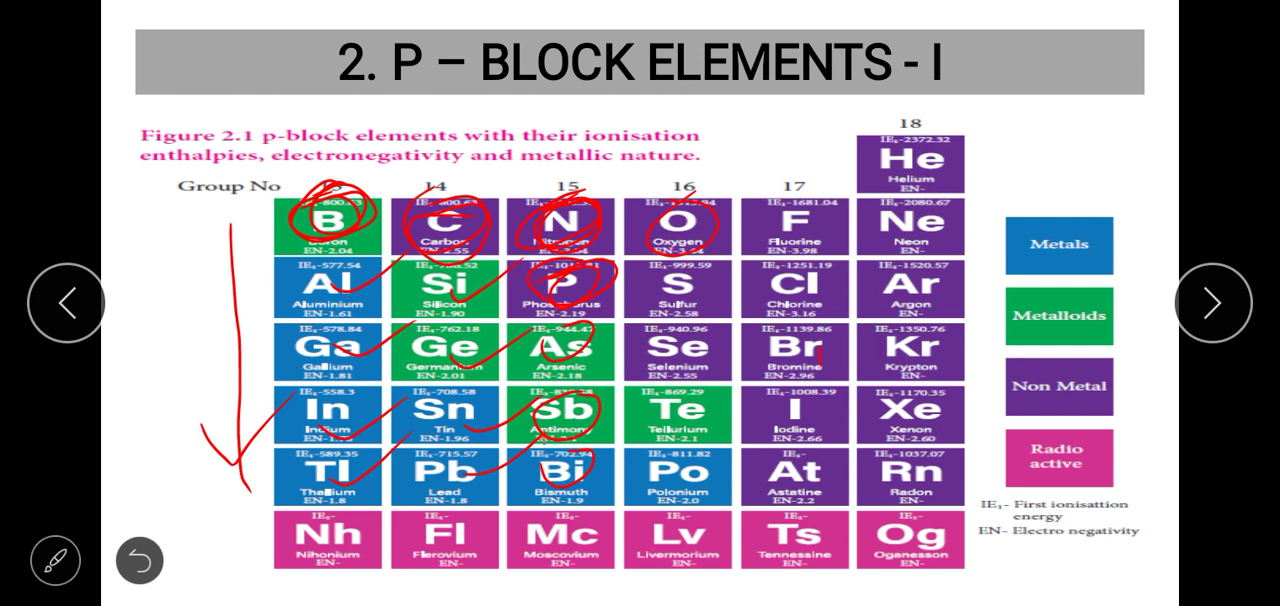 2. P – BLOCK ELEMENTS - I
Figure 2.1 p-block elements with their ionisation
enthalpies, electronegativity and metallic nature.
18
IE₁-2372.32
He
Helium
EN-
Group No 14 15 16 17
B C N O F Ne
IE₁-1681.04 IE₁-2080.67
Carbon Oxygen Fluorine Neon
EN-2.04 EN-3.98 EN-
IE₁-577.54 IE₁-999.59 IE₁-1251.19 IE₁-1520.57
Al Si P S Cl Ar
Aluminium Silicon Phosphorus Sulfur Chlorine Argon
EN-1.61 EN-1.90 EN-2.19 EN-2.58 EN-3.16 EN-
IE₁-578.84 IE₁-762.18 IE₁-940.96 IE₁-1139.86 IE₁-1350.76
Ga Ge As Se Br Kr
Gallium Germanium Arsenic Selenium Bromine Krypton
EN-1.81 EN-2.01 EN-2.18 EN-2.55 EN-2.96 EN-
IE₁-558.3 IE₁-708.58 IE₁-869.29 IE₁-1008.39 IE₁-1170.35
In Sn Sb Te I Xe
Indium Tin Antimony Tellurium Iodine Xenon
EN-1.96 EN-2.1 EN-2.66 EN-2.60
IE₁-589.35 IE₁-715.57 IE₁-811.82 IE₁- IE₁-1037.07
Tl Pb Bi Po At Rn
Thallium Lead Bismuth Polonium Astatine Radon
EN-1.8 EN-1.8 EN-1.9 EN-2.0 EN-2.2 EN-
IE₁- IE₁- IE₁- IE₁- IE₁- IE₁-
Nh Fl Mc Lv Ts Og
Nihonium Flerovium Moscovium Livermorium Tennessine Oganesson
EN- EN- EN- EN- EN- EN-
Metals
Metalloids
Non Metal
Radio
active
IE₁- First ionisattion
energy
EN- Electro negativity